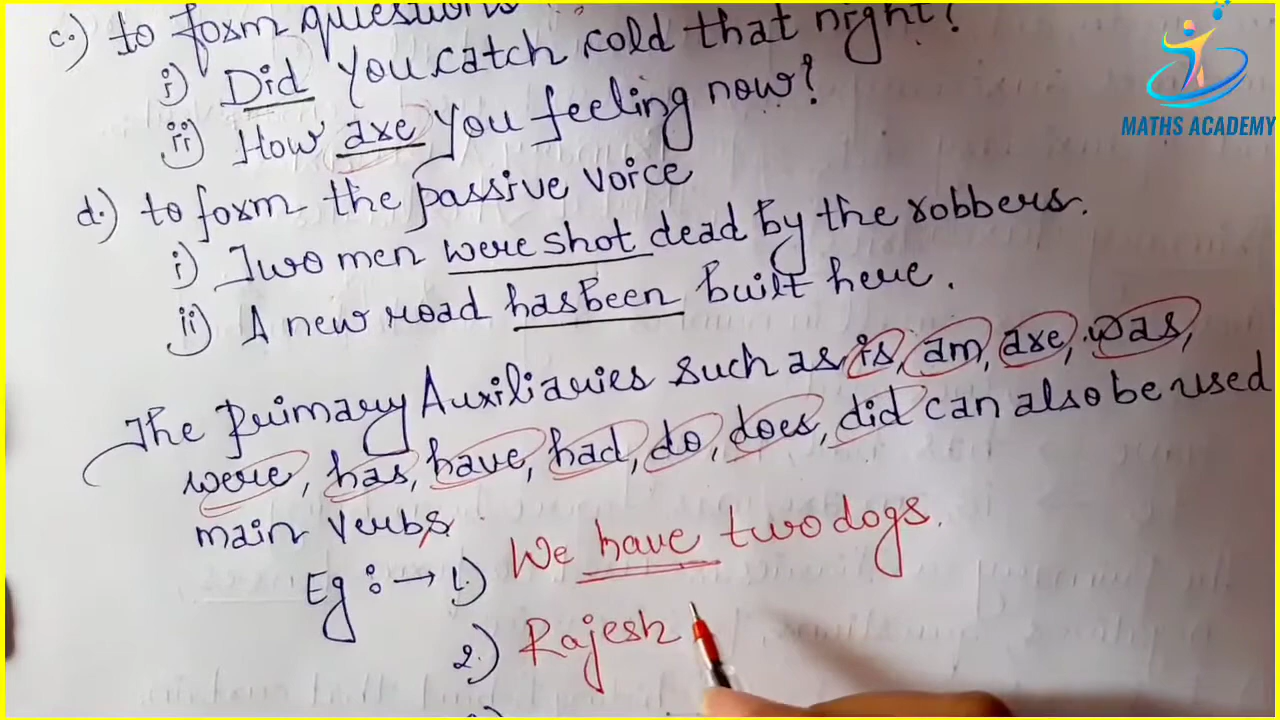 c.) to form questions
i) Did you catch cold that night?
ii) How are you feeling now?
d.) to form the passive voice
i) Two men were shot dead by the robbers.
ii) A new road has been built here.
The Primary Auxiliaries such as is, am, are, was,
were, has, have, had, do, does, did can also be used
main verbs
Eg :→ 1.) We have two dogs.
2.) Rajesh
MATHS ACADEMY